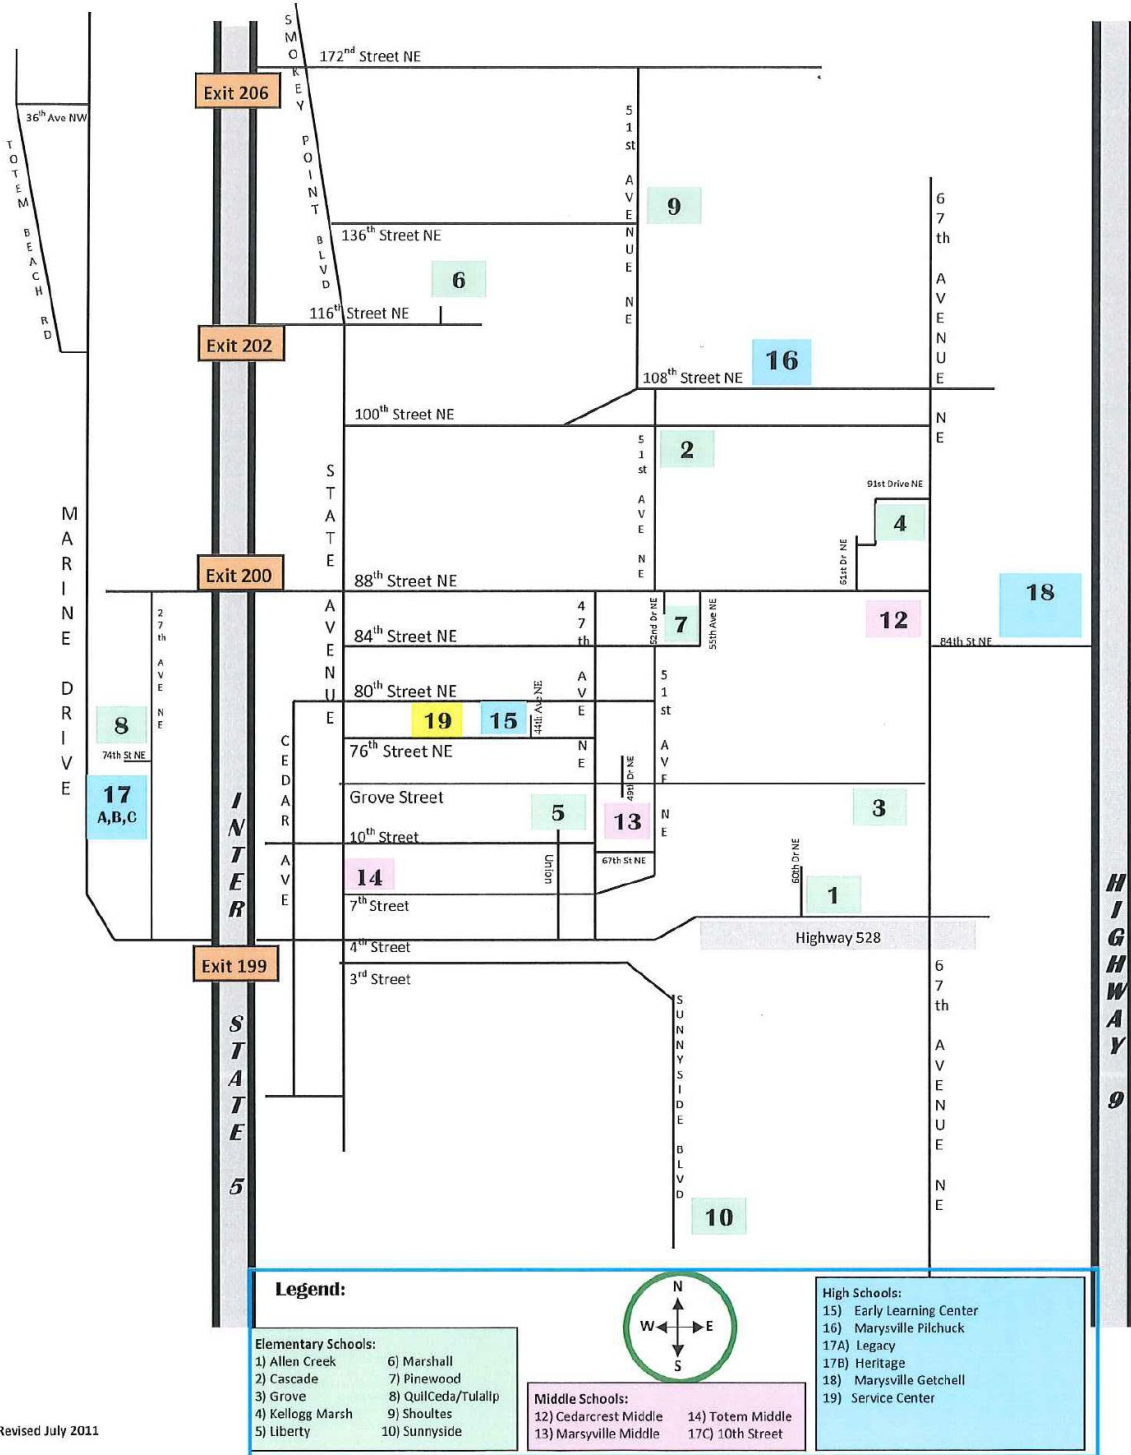 172nd Street NE
SMOKEY POINT BLVD
Exit 206
36th Ave NW
TOTEM BEACH RD
51st AVENUE NE
9
67th AVENUE NE
136th Street NE
6
116th Street NE
Exit 202
16
108th Street NE
100th Street NE
2
51st AVE NE
STATE AVENUE
91st Drive NE
4
61st Dr NE
MARINE DRIVE
Exit 200
88th Street NE
18
27th AVE NE
47th AVE NE
52nd Dr NE
7
55th Ave NE
12
84th Street NE
84th St NE
80th Street NE
51st AVE NE
8
19
15
44th Ave NE
74th St NE
76th Street NE
CEDAR AVE
49th Dr NE
17
A,B,C
INTER STATE 5
Grove Street
5
13
3
10th Street
67th St NE
Union
60th Dr NE
14
1
7th Street
HIGHWAY 9
Highway 528
4th Street
Exit 199
3rd Street
67th AVENUE NE
SUNNYSIDE BLVD
10
Legend:
N
W E
S
Elementary Schools:
1) Allen Creek 6) Marshall
2) Cascade 7) Pinewood
3) Grove 8) QuilCeda/Tulalip
4) Kellogg Marsh 9) Shoultes
5) Liberty 10) Sunnyside
Middle Schools:
12) Cedarcrest Middle 14) Totem Middle
13) Marsyville Middle 17C) 10th Street
High Schools:
15) Early Learning Center
16) Marysville Pilchuck
17A) Legacy
17B) Heritage
18) Marysville Getchell
19) Service Center
Revised July 2011